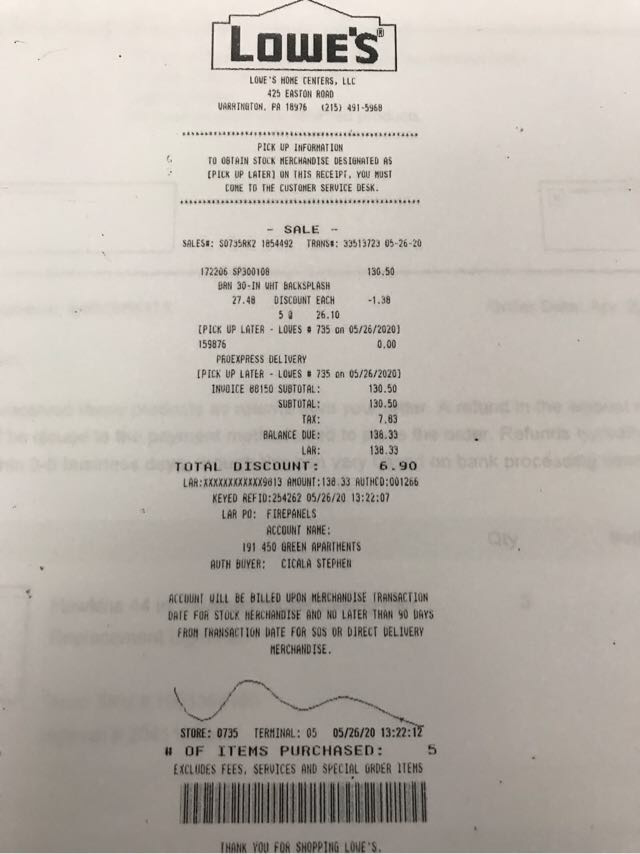 LOWE'S®
LOWE'S HOME CENTERS, LLC
425 EASTON ROAD
WARRINGTON, PA 18976 (215) 491-5968
PICK UP INFORMATION
TO OBTAIN STOCK MERCHANDISE DESIGNATED AS
[PICK UP LATER] ON THIS RECEIPT, YOU MUST
COME TO THE CUSTOMER SERVICE DESK.
- SALE -
SALES#: S0735RK2 1854492 TRANS#: 33513723 05-26-20
172206 SP300108 130.50
BRN 30-IN WHT BACKSPLASH
27.48 DISCOUNT EACH -1.38
5 @ 26.10
[PICK UP LATER - LOWES # 735 on 05/26/2020]
159876 0.00
PROEXPRESS DELIVERY
[PICK UP LATER - LOWES # 735 on 05/26/2020]
INVOICE 88150 SUBTOTAL: 130.50
SUBTOTAL: 130.50
TAX: 7.83
BALANCE DUE: 138.33
LAR: 138.33
TOTAL DISCOUNT: 6.90
LAR:XXXXXXXXXXXX9813 AMOUNT:138.33 AUTHCD:001266
KEYED REFID:254262 05/26/20 13:22:07
LAR PO: FIREPANELS
ACCOUNT NAME:
191 450 GREEN APARTMENTS
AUTH BUYER: CICALA STEPHEN
ACCOUNT WILL BE BILLED UPON MERCHANDISE TRANSACTION
DATE FOR STOCK MERCHANDISE AND NO LATER THAN 90 DAYS
FROM TRANSACTION DATE FOR SOS OR DIRECT DELIVERY
MERCHANDISE.
STORE: 0735 TERMINAL: 05 05/26/20 13:22:12
# OF ITEMS PURCHASED: 5
EXCLUDES FEES, SERVICES AND SPECIAL ORDER ITEMS
THANK YOU FOR SHOPPING LOWE'S.